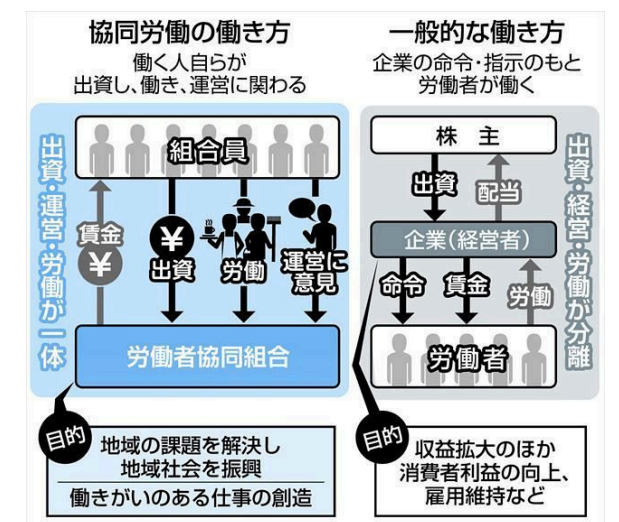 協同労働の働き方
働く人自らが
出資し、働き、運営に関わる
出資・運営・労働が一体
組合員
賃金
¥
¥
出資
労働
運営に
意見
労働者協同組合
目的
地域の課題を解決し
地域社会を振興
働きがいのある仕事の創造
一般的な働き方
企業の命令・指示のもと
労働者が働く
株主
出資
配当
企業(経営者)
命令
賃金
労働
労働者
出資・経営・労働が分離
目的
収益拡大のほか
消費者利益の向上、
雇用維持など